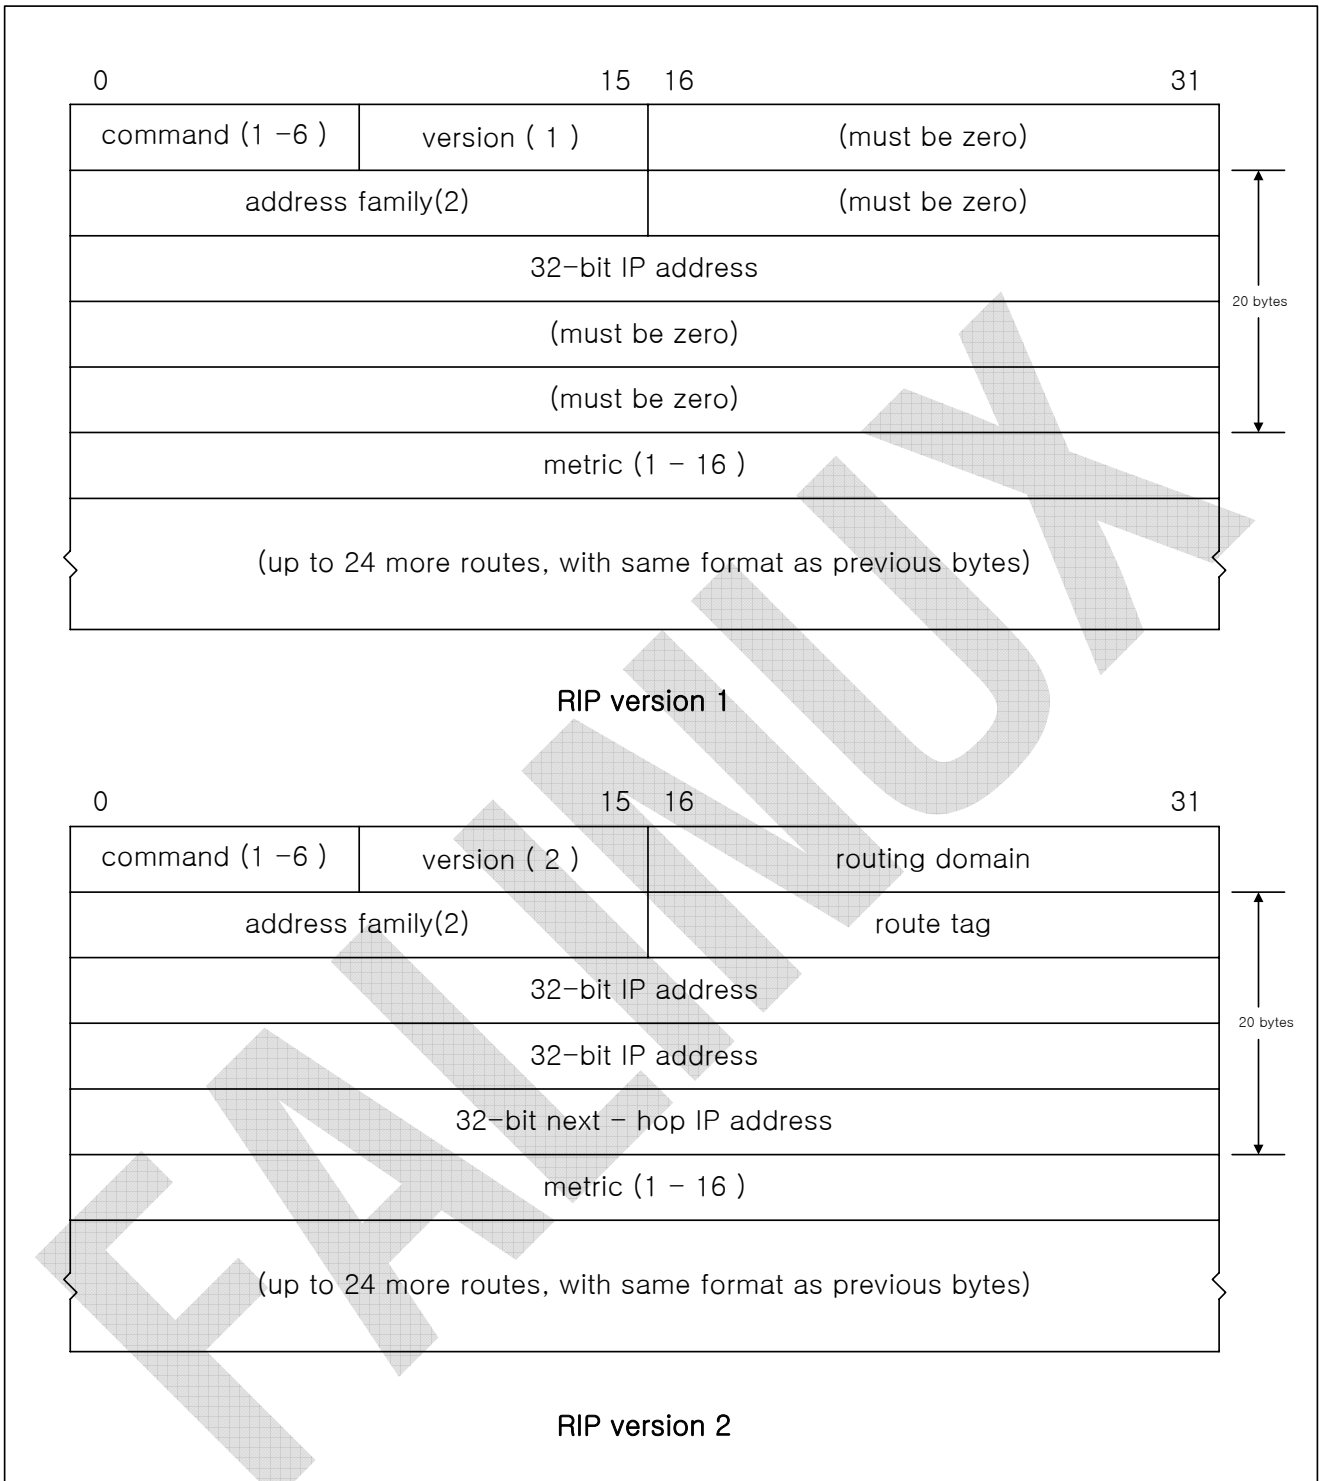 0 15 16 31
command (1 -6 ) version ( 1 ) (must be zero)
address family(2) (must be zero)
32-bit IP address
20 bytes
(must be zero)
(must be zero)
metric (1 - 16 )
(up to 24 more routes, with same format as previous bytes)
RIP version 1
0 15 16 31
command (1 -6 ) version ( 2 ) routing domain
address family(2) route tag
32-bit IP address
20 bytes
32-bit IP address
32-bit next - hop IP address
metric (1 - 16 )
(up to 24 more routes, with same format as previous bytes)
RIP version 2
FALINUX